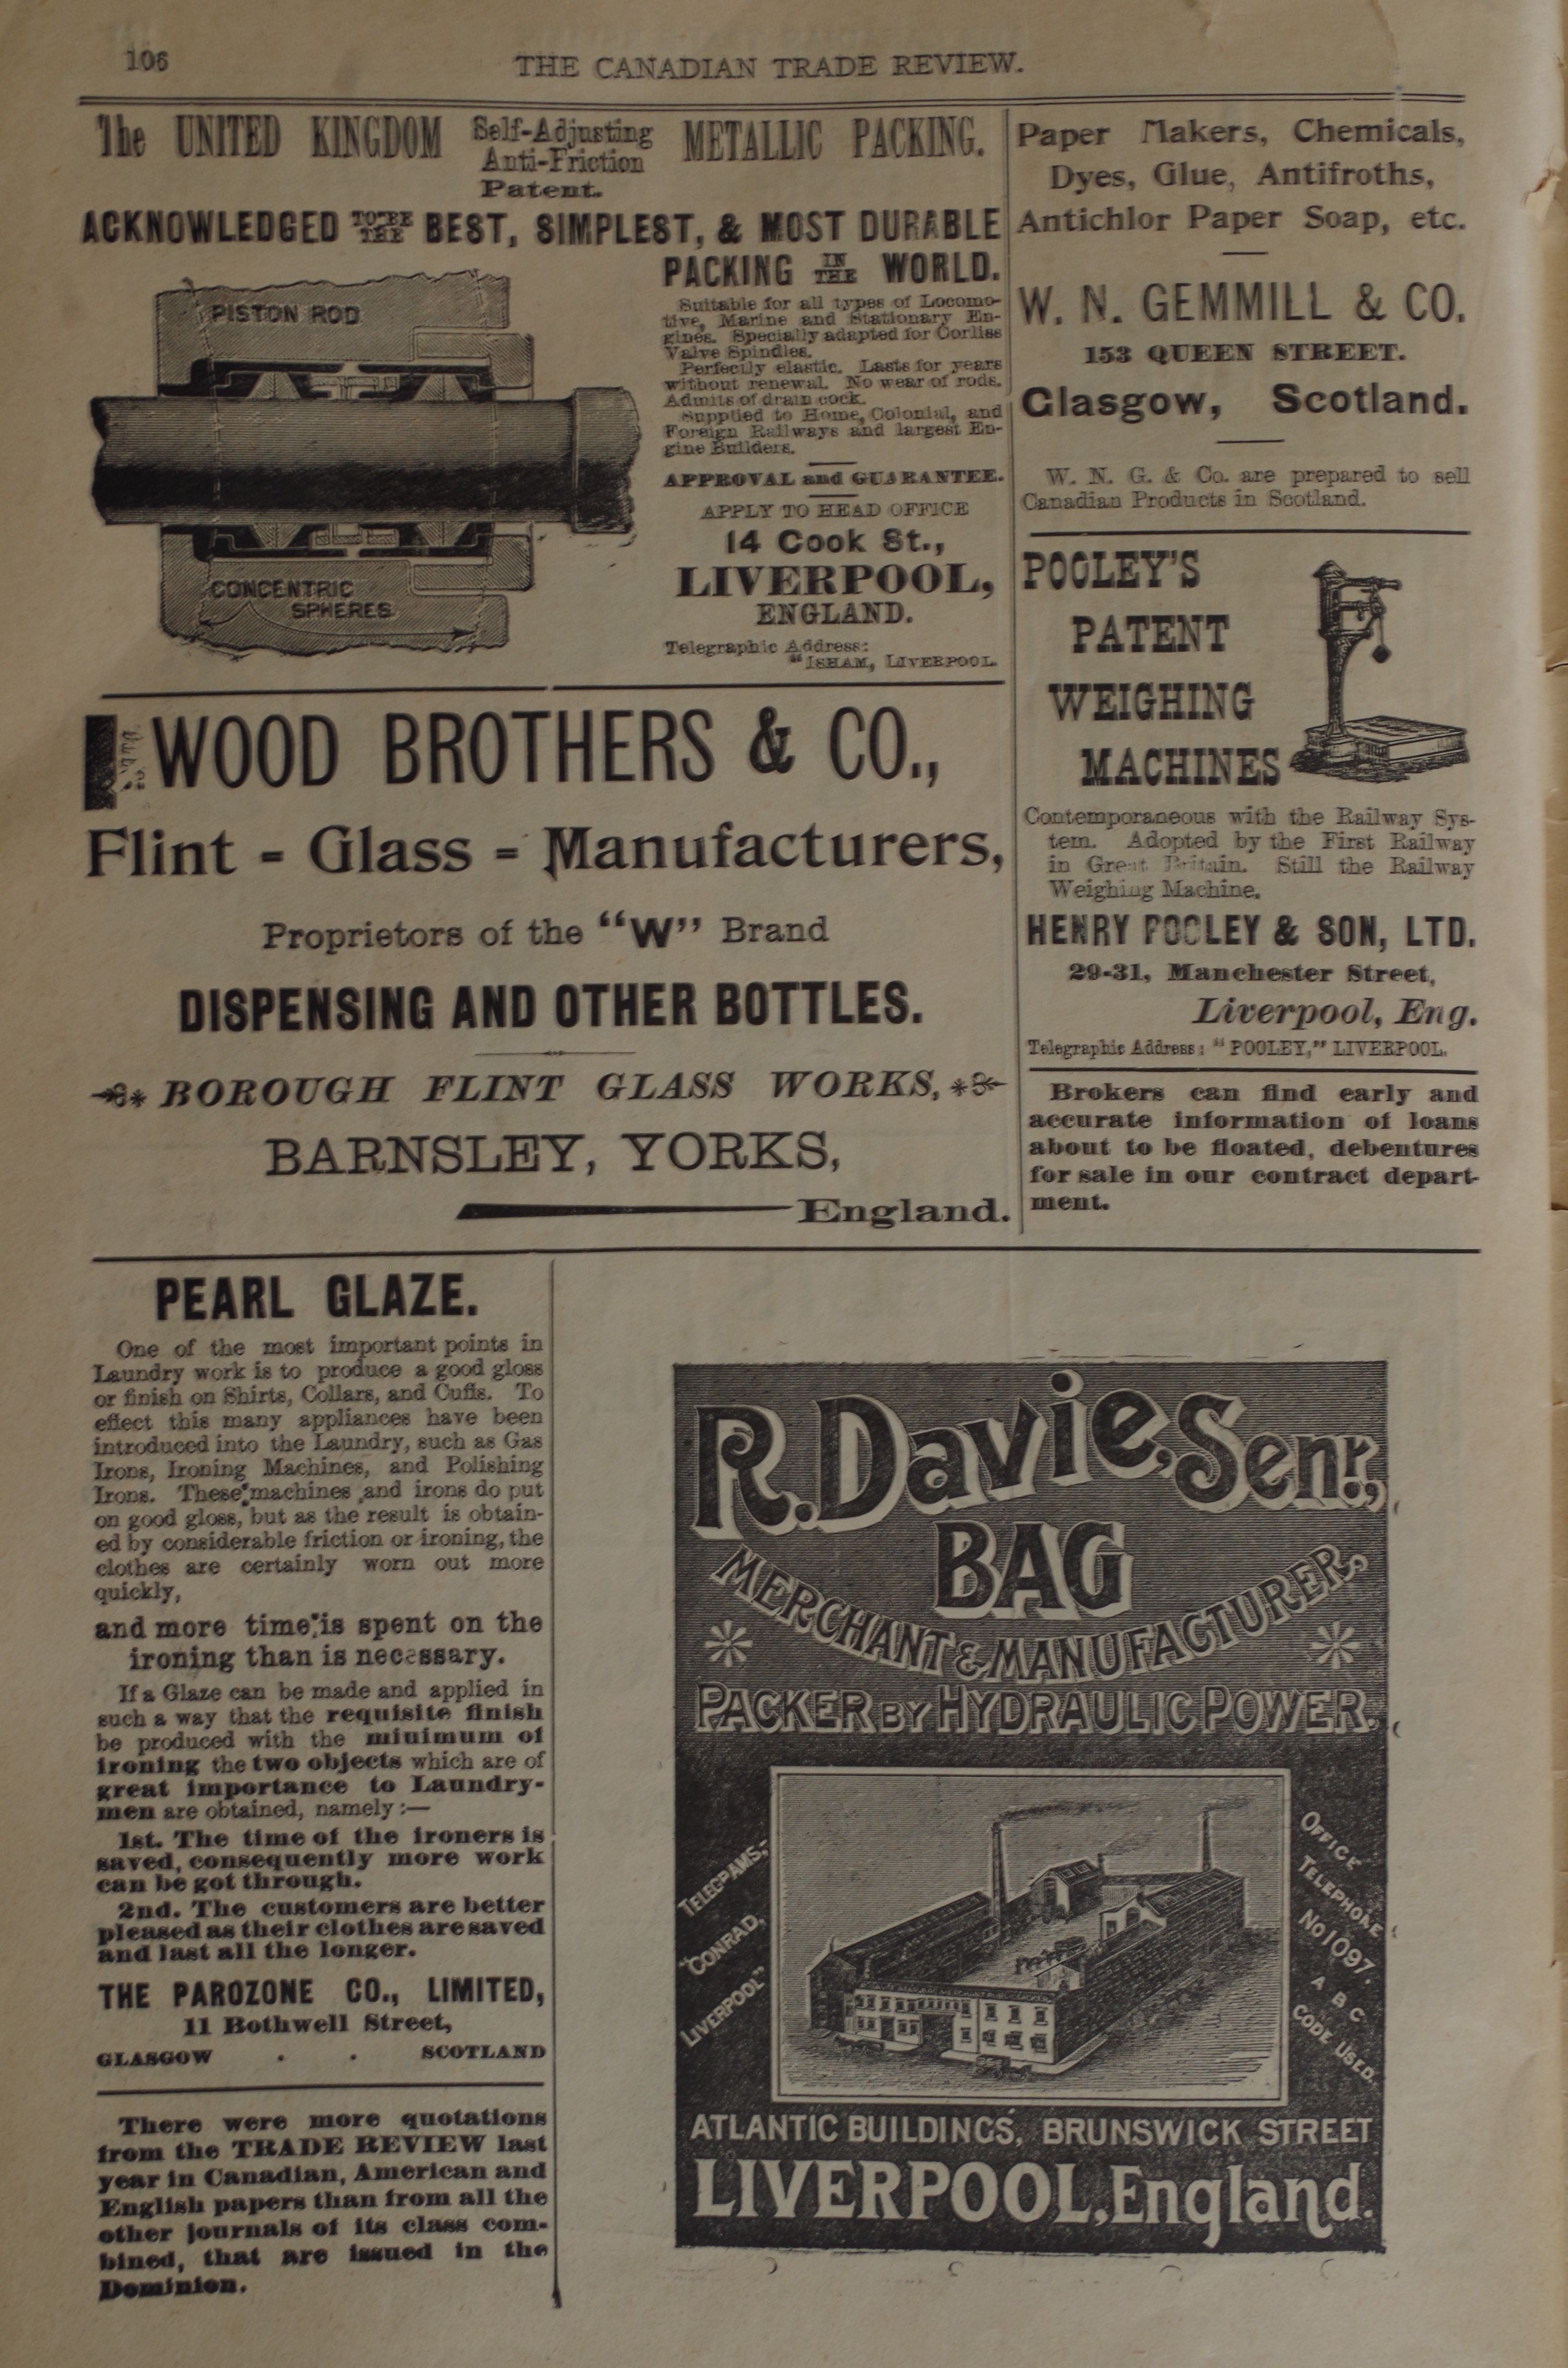 106
THE CANADIAN TRADE REVIEW.
The UNITED KINGDOM Self-Adjusting Anti-Friction Patent. METALLIC PACKING.
ACKNOWLEDGED TO BE THE BEST, SIMPLEST, & MOST DURABLE
PACKING IN THE WORLD.
PISTON ROD
CONCENTRIC
SPHERES
Suitable for all types of Locomo-
tive, Marine and Stationary En-
gines. Specially adapted for Corliss
Valve Spindles.
Perfectly elastic. Lasts for years
without renewal. No wear of rods.
Admits of drain cock.
Supplied to Home, Colonial, and
Foreign Railways and largest En-
gine Builders.
APPROVAL and GUARANTEE.
APPLY TO HEAD OFFICE
14 Cook St.,
LIVERPOOL,
ENGLAND.
Telegraphic Address:
"ISHAM, LIVERPOOL
Paper Makers, Chemicals,
Dyes, Glue, Antifroths,
Antichlor Paper Soap, etc.
W. N. GEMMILL & CO.
153 QUEEN STREET.
Glasgow, Scotland.
W. N. G. & Co. are prepared to sell
Canadian Products in Scotland.
POOLEY'S
PATENT
WEIGHING
MACHINES
Contemporaneous with the Railway Sys-
tem. Adopted by the First Railway
in Great Britain. Still the Railway
Weighing Machine.
HENRY POOLEY & SON, LTD.
29-31, Manchester Street,
Liverpool, Eng.
Telegraphic Address: "POOLEY," LIVERPOOL.
Brokers can find early and
accurate information of loans
about to be floated, debentures
for sale in our contract depart-
ment.
WOOD BROTHERS & CO.,
Flint - Glass - Manufacturers,
Proprietors of the "W" Brand
DISPENSING AND OTHER BOTTLES.
BOROUGH FLINT GLASS WORKS,
BARNSLEY, YORKS,
England.
PEARL GLAZE.
One of the most important points in
Laundry work is to produce a good gloss
or finish on Shirts, Collars, and Cuffs. To
effect this many appliances have been
introduced into the Laundry, such as Gas
Irons, Ironing Machines, and Polishing
Irons. These machines and irons do put
on good gloss, but as the result is obtain-
ed by considerable friction or ironing, the
clothes are certainly worn out more
quickly,
and more time is spent on the
ironing than is necessary.
If a Glaze can be made and applied in
such a way that the requisite finish
be produced with the minimum of
ironing the two objects which are of
great importance to Laundry-
men are obtained, namely :—
1st. The time of the ironers is
saved, consequently more work
can be got through.
2nd. The customers are better
pleased as their clothes are saved
and last all the longer.
THE PAROZONE CO., LIMITED,
11 Bothwell Street,
GLASGOW . . SCOTLAND
There were more quotations
from the TRADE REVIEW last
year in Canadian, American and
English papers than from all the
other journals of its class com-
bined, that are issued in the
Dominion.
R. Davie, Senr.,
BAG
MERCHANT & MANUFACTURER,
PACKER BY HYDRAULIC POWER.
TELEGRAMS,-
"CONRAD,
LIVERPOOL"
OFFICE
TELEPHONE
No 1097.
A B C
CODE USED.
ATLANTIC BUILDINGS, BRUNSWICK STREET
LIVERPOOL, England.